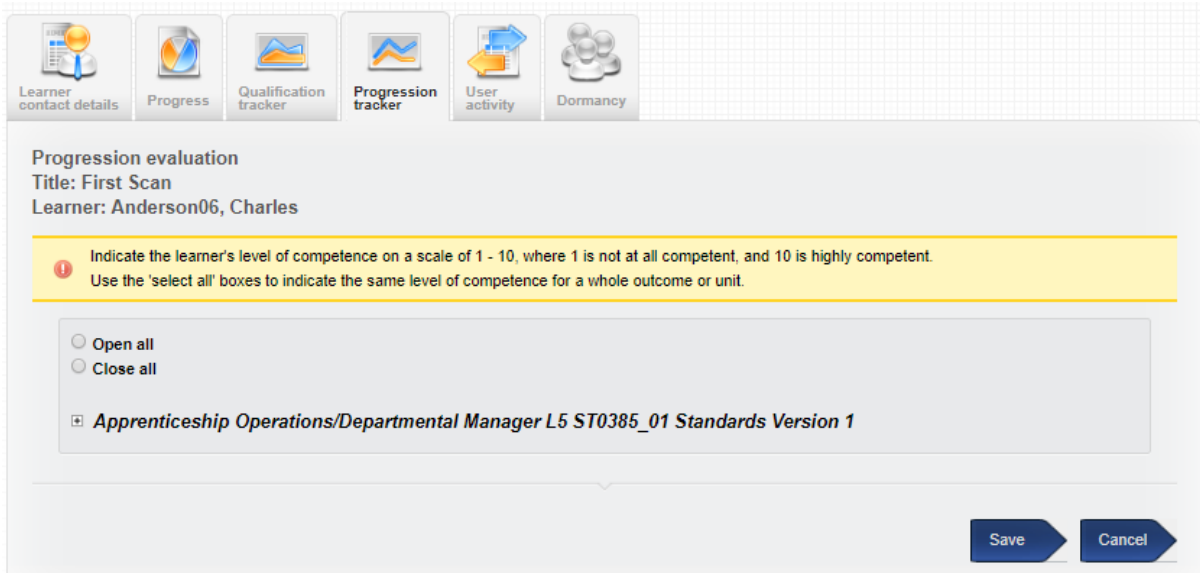 Learner
contact details
Progress
Qualification
tracker
Progression
tracker
User
activity
Dormancy
Progression evaluation
Title: First Scan
Learner: Anderson06, Charles
Indicate the learner's level of competence on a scale of 1 - 10, where 1 is not at all competent, and 10 is highly competent.
Use the 'select all' boxes to indicate the same level of competence for a whole outcome or unit.
Open all
Close all
Apprenticeship Operations/Departmental Manager L5 ST0385_01 Standards Version 1
Save
Cancel